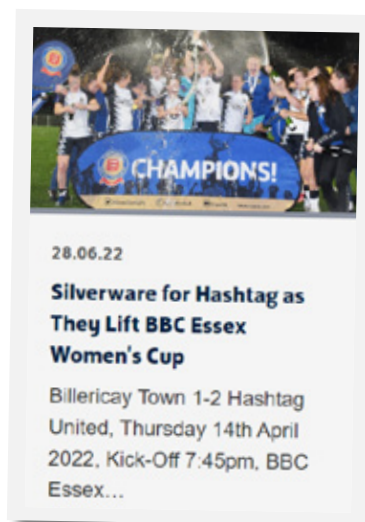 CHAMPIONS!
28.06.22
Silverware for Hashtag as
They Lift BBC Essex
Women's Cup
Billericay Town 1-2 Hashtag
United, Thursday 14th April
2022, Kick-Off 7:45pm, BBC
Essex...